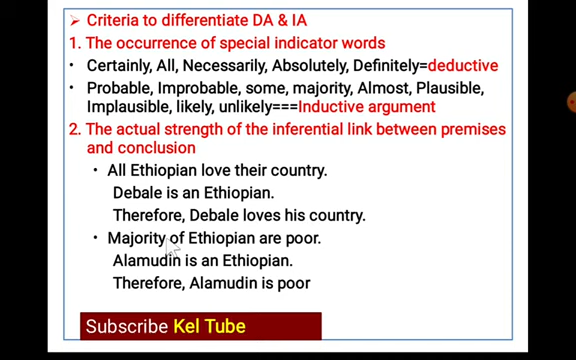 ➢ Criteria to differentiate DA & IA
1. The occurrence of special indicator words
• Certainly, All, Necessarily, Absolutely, Definitely=deductive
• Probable, Improbable, some, majority, Almost, Plausible,
Implausible, likely, unlikely===Inductive argument
2. The actual strength of the inferential link between premises
and conclusion
• All Ethiopian love their country.
Debale is an Ethiopian.
Therefore, Debale loves his country.
• Majority of Ethiopian are poor.
Alamudin is an Ethiopian.
Therefore, Alamudin is poor
Subscribe Kel Tube